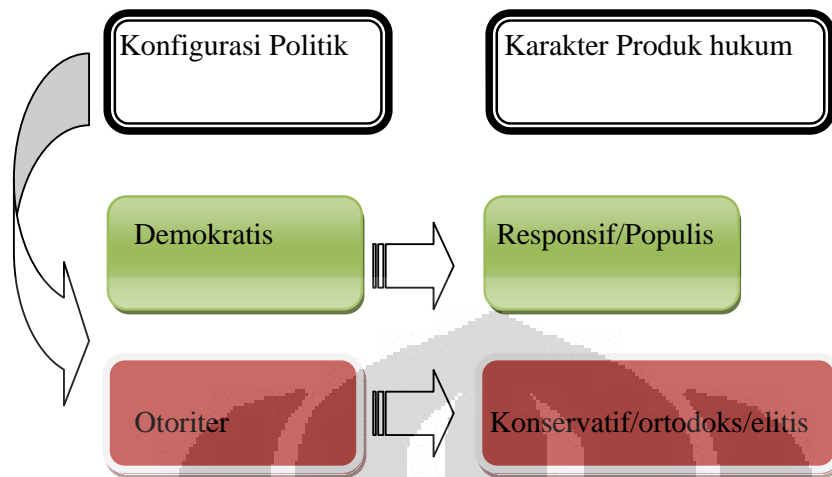 Konfigurasi Politik
Karakter Produk hukum
Demokratis
Responsif/Populis
Otoriter
Konservatif/ortodoks/elitis